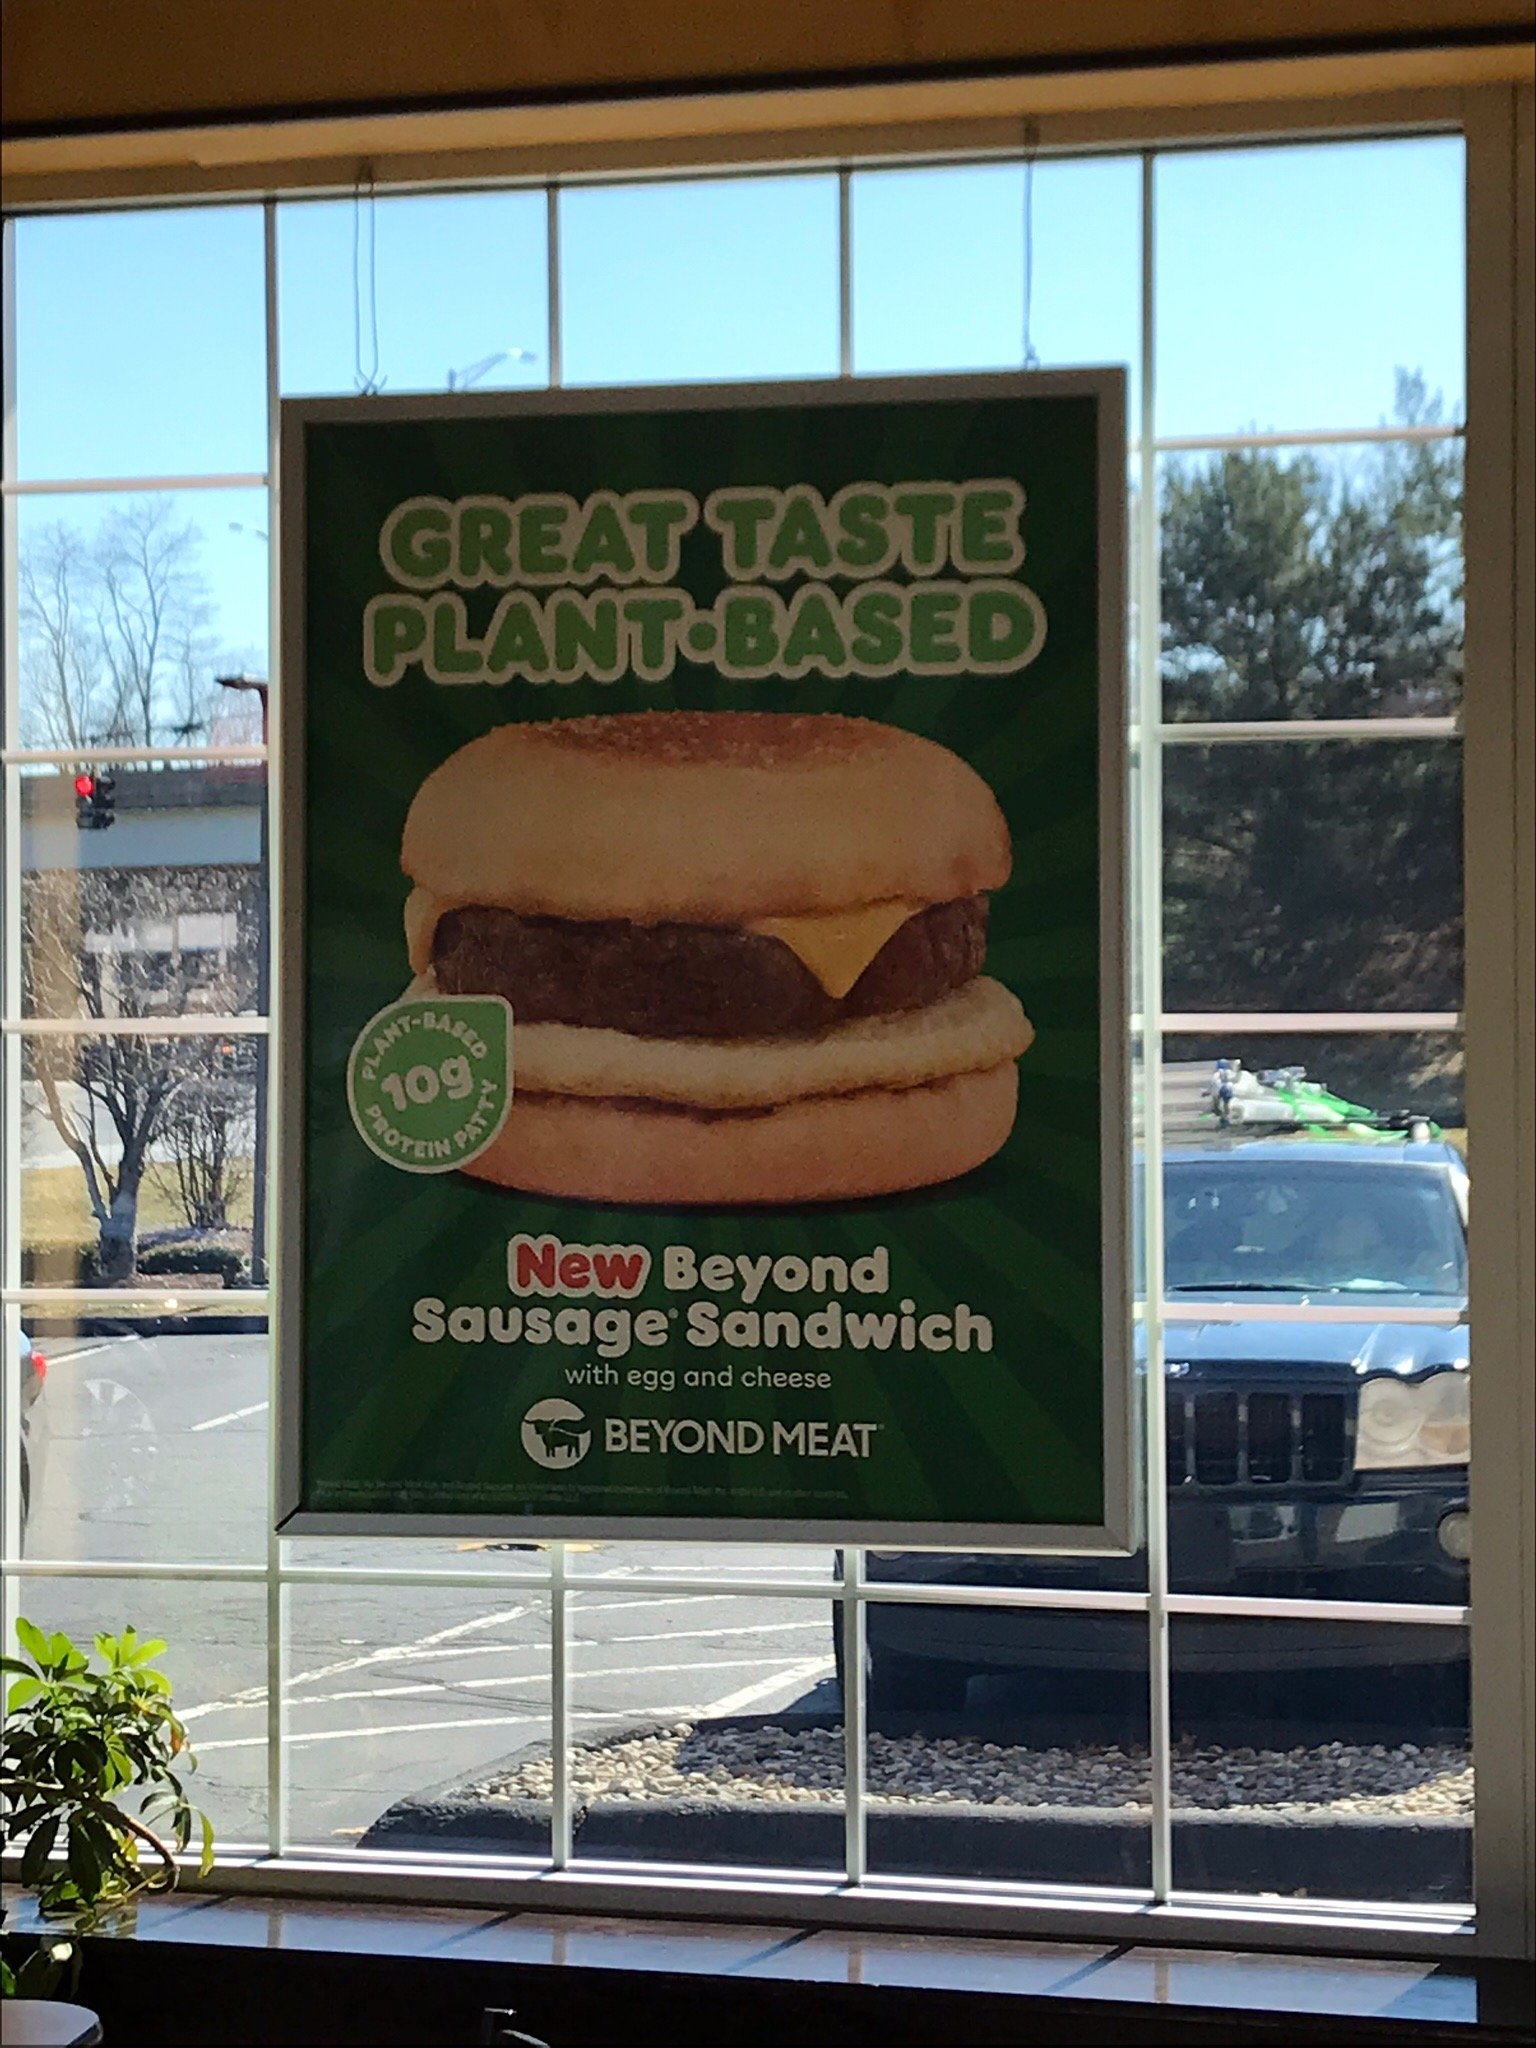 GREAT TASTE
PLANT•BASED
PLANT-BASED
10g
PROTEIN PATTY
New Beyond
Sausage® Sandwich
with egg and cheese
BEYOND MEAT